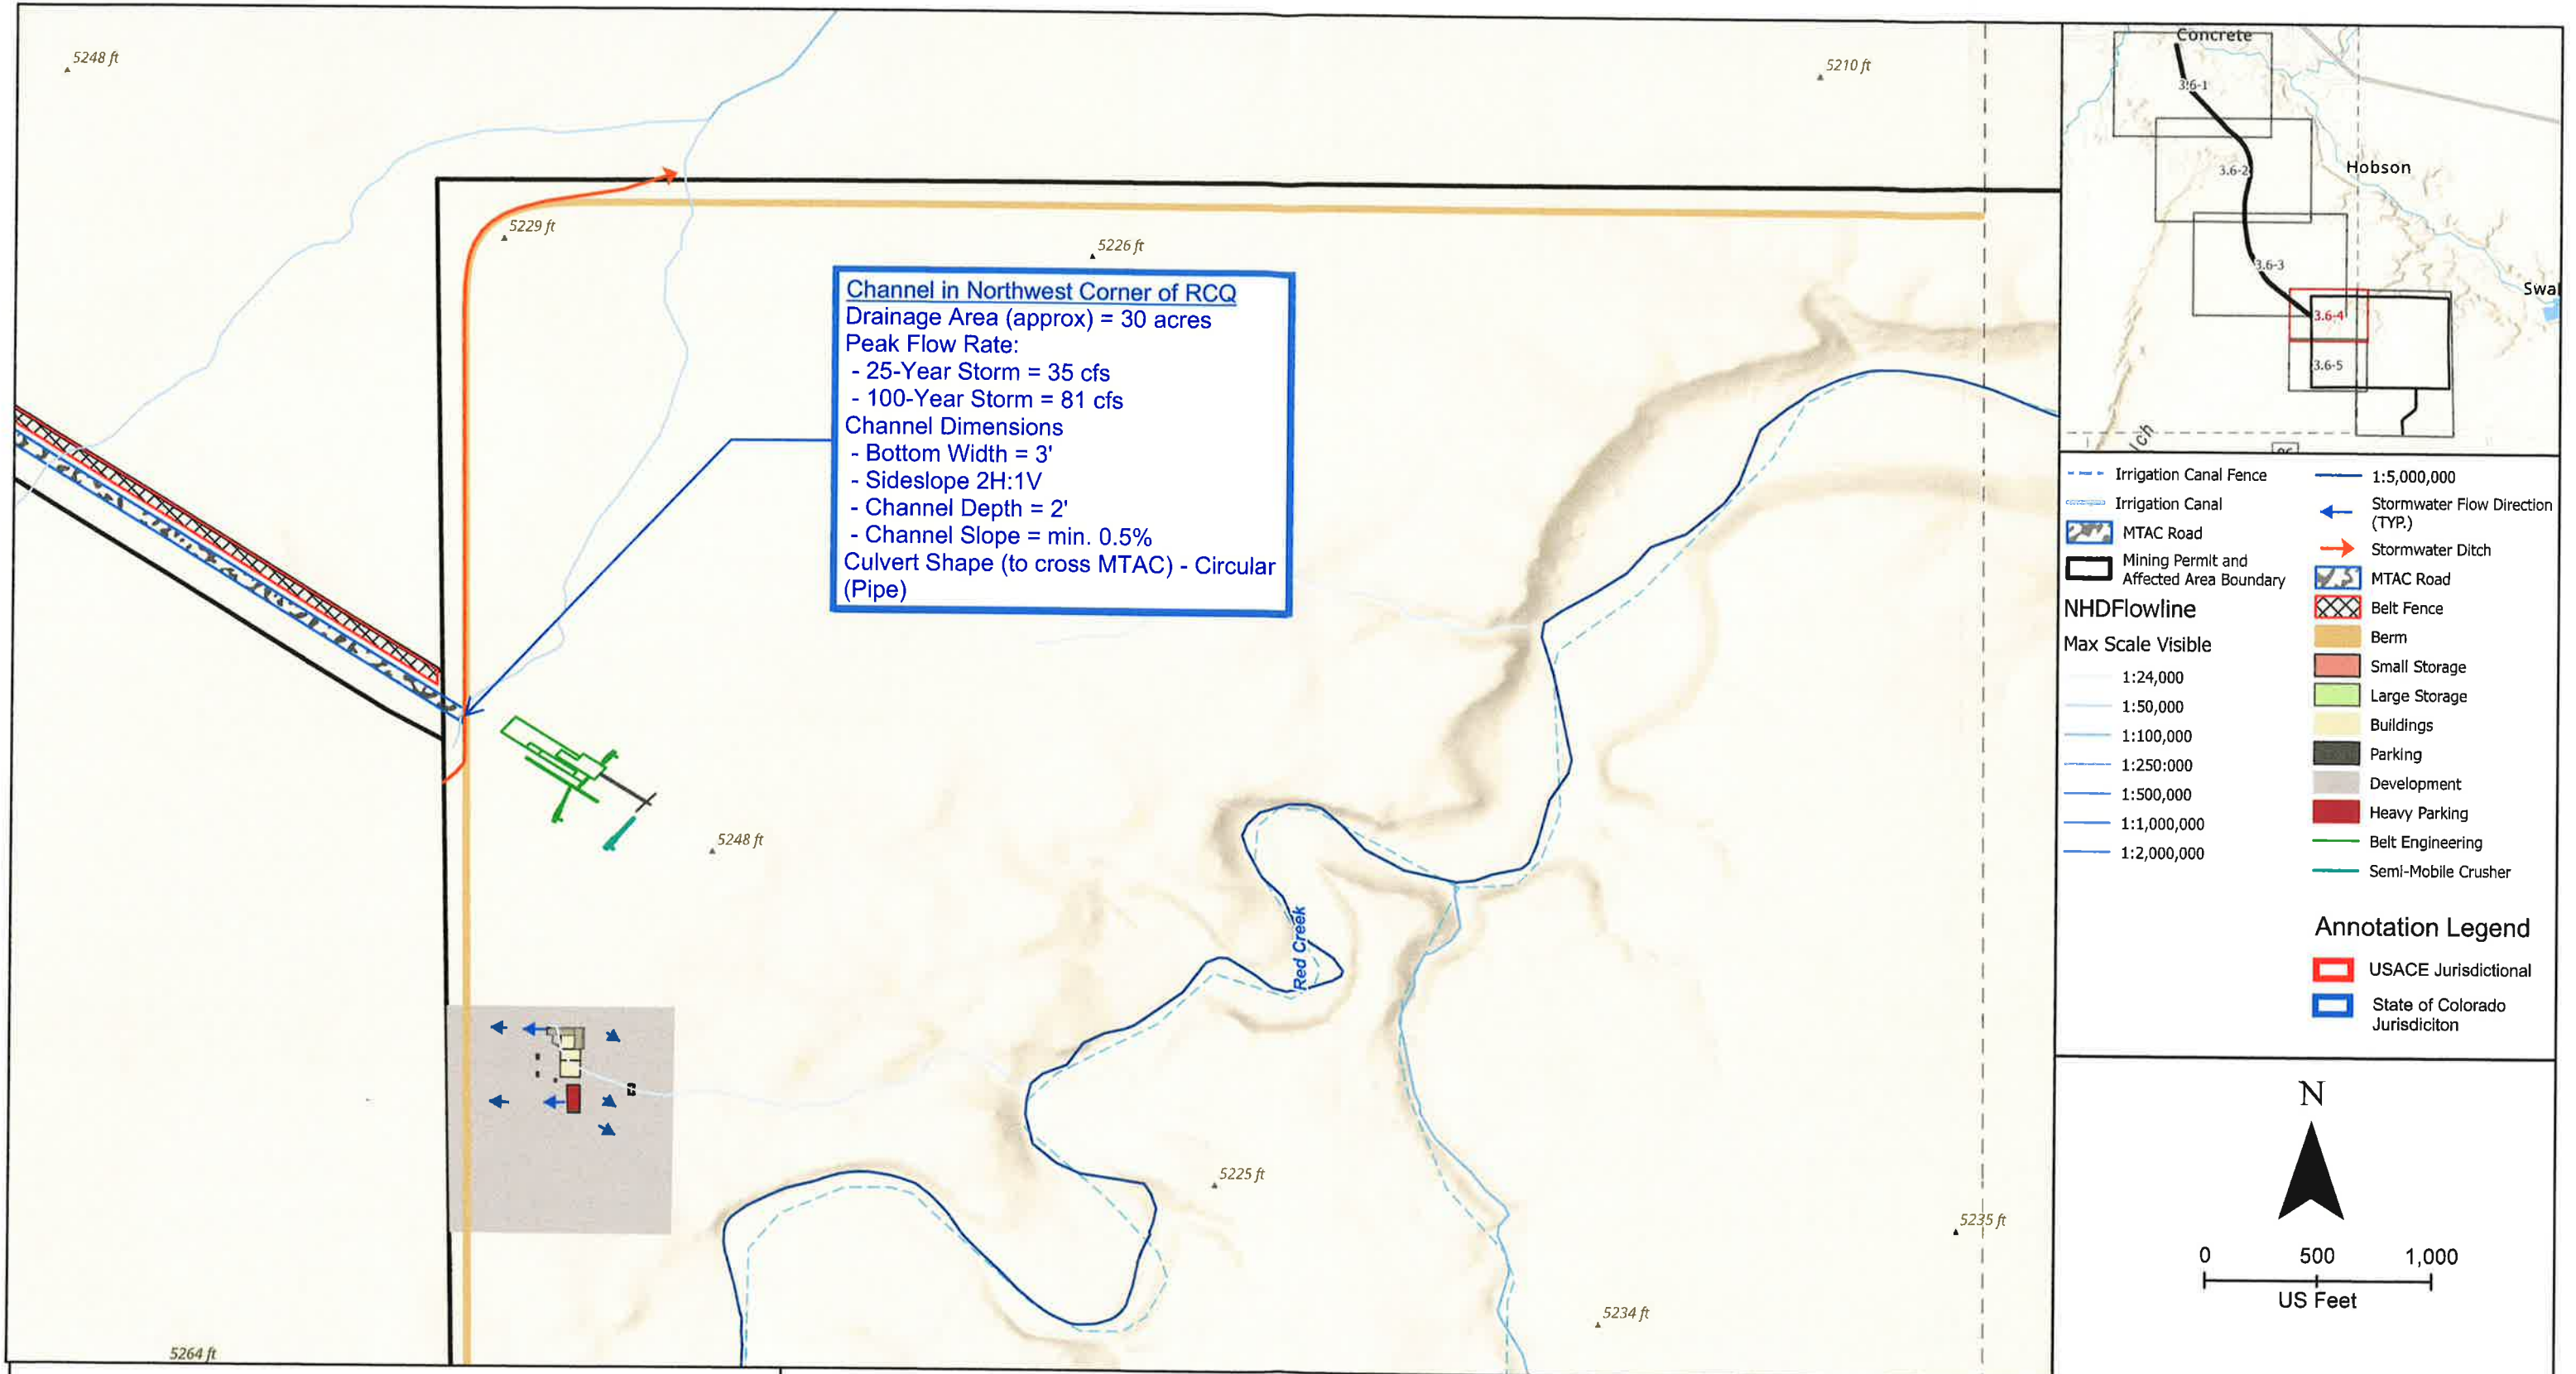 5248 ft
5210 ft
5229 ft
5226 ft
Channel in Northwest Corner of RCQ
Drainage Area (approx) = 30 acres
Peak Flow Rate:
- 25-Year Storm = 35 cfs
- 100-Year Storm = 81 cfs
Channel Dimensions
- Bottom Width = 3'
- Sideslope 2H:1V
- Channel Depth = 2'
- Channel Slope = min. 0.5%
Culvert Shape (to cross MTAC) - Circular
(Pipe)
5248 ft
Red Creek
5225 ft
5235 ft
5234 ft
5264 ft
Concrete
3.6-1
3.6-2
Hobson
3.6-3
Swal
3.6-4
3.6-5
lch
Irrigation Canal Fence
Irrigation Canal
MTAC Road
Mining Permit and
Affected Area Boundary
NHDFlowline
Max Scale Visible
1:24,000
1:50,000
1:100,000
1:250:000
1:500,000
1:1,000,000
1:2,000,000
1:5,000,000
Stormwater Flow Direction
(TYP.)
Stormwater Ditch
MTAC Road
Belt Fence
Berm
Small Storage
Large Storage
Buildings
Parking
Development
Heavy Parking
Belt Engineering
Semi-Mobile Crusher
Annotation Legend
USACE Jurisdictional
State of Colorado
Jurisdiciton
N
0 500 1,000
US Feet